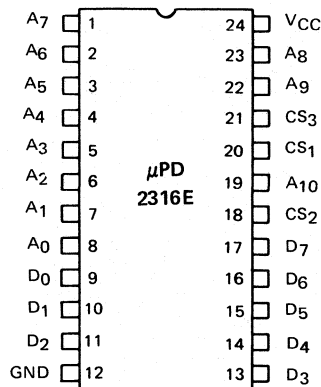 A7 1 24 VCC
A6 2 23 A8
A5 3 22 A9
A4 4 21 CS3
A3 5 20 CS1
μPD
A2 6 19 A10
2316E
A1 7 18 CS2
A0 8 17 D7
D0 9 16 D6
D1 10 15 D5
D2 11 14 D4
GND 12 13 D3